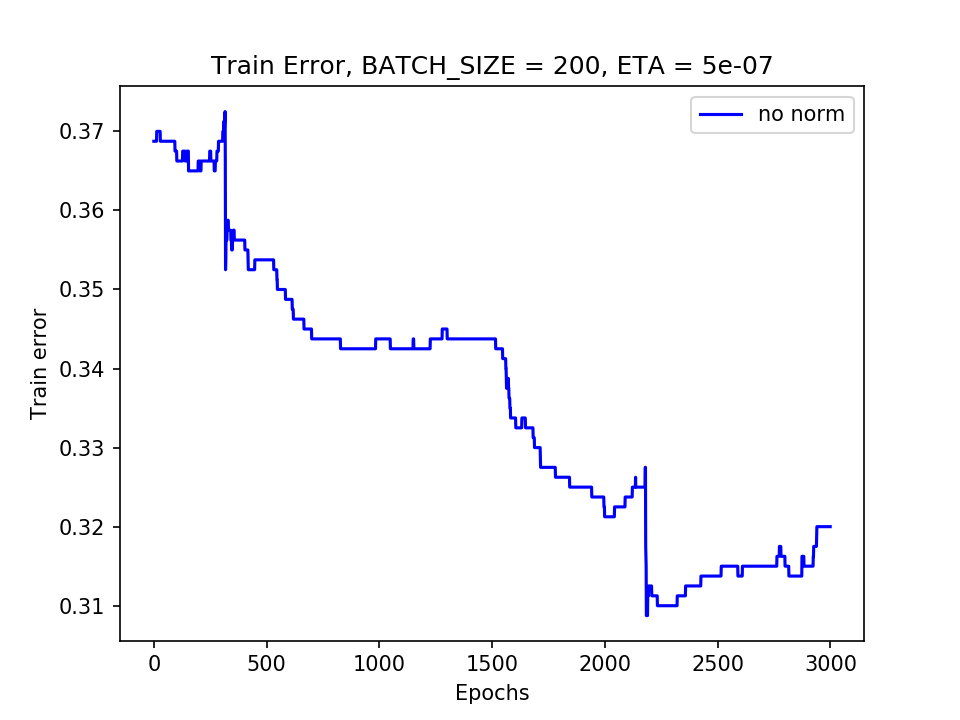 Train Error, BATCH_SIZE = 200, ETA = 5e-07
no norm
0.37
0.36
0.35
0.34
0.33
0.32
0.31
Train error
0 500 1000 1500 2000 2500 3000
Epochs